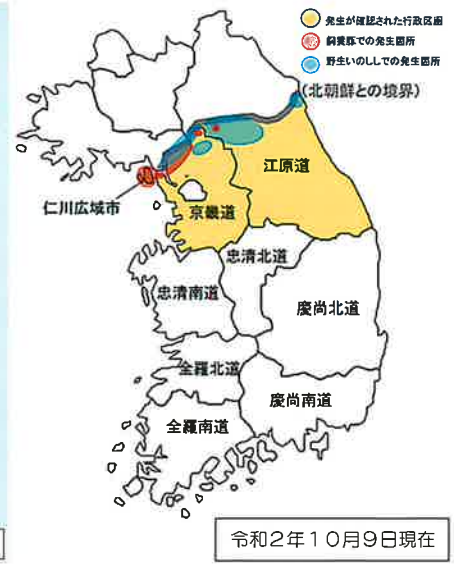 発生が確認された行政区画
飼養豚での発生箇所
野生いのししでの発生箇所
(北朝鮮との境界)
江原道
仁川広域市
京畿道
忠清北道
忠清南道
慶尚北道
全羅北道
慶尚南道
全羅南道
令和2年10月9日現在